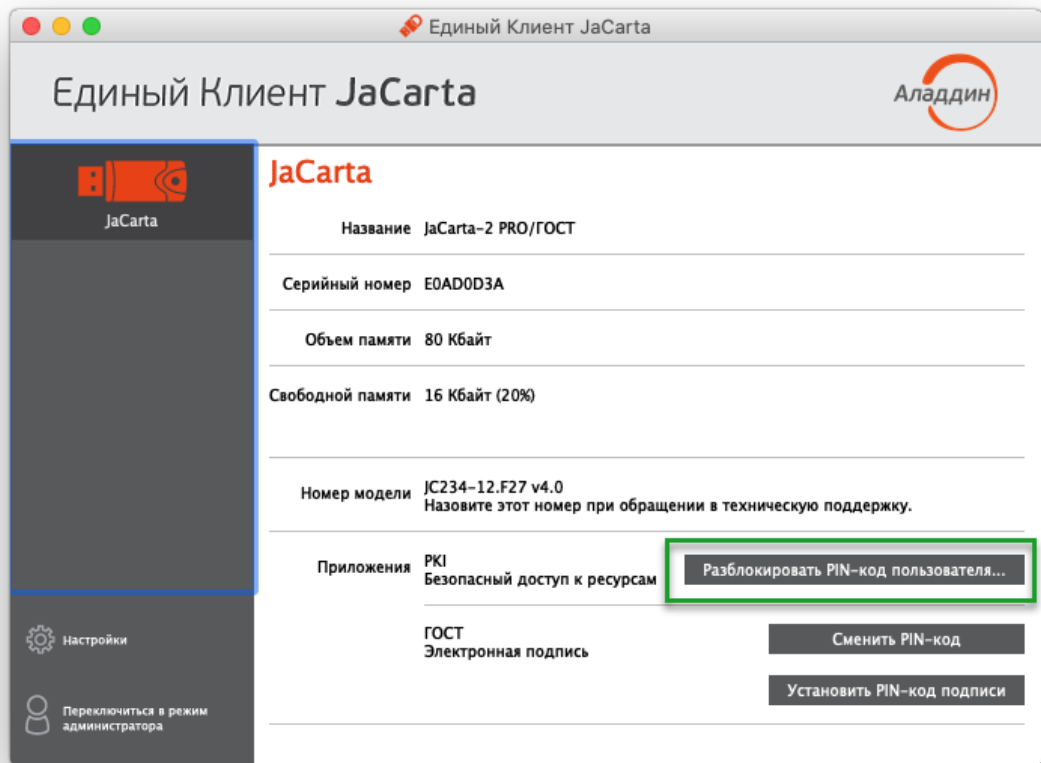 Единый Клиент JaCarta
Единый Клиент JaCarta
Аладдин
JaCarta
JaCarta
Название JaCarta-2 PRO/ГОСТ
Серийный номер E0AD0D3A
Объем памяти 80 Кбайт
Свободной памяти 16 Кбайт (20%)
Номер модели JC234-12.F27 v4.0
Назовите этот номер при обращении в техническую поддержку.
Приложения PKI
Безопасный доступ к ресурсам
Разблокировать PIN-код пользователя...
ГОСТ
Электронная подпись
Сменить PIN-код
Установить PIN-код подписи
Настройки
Переключиться в режим
администратора